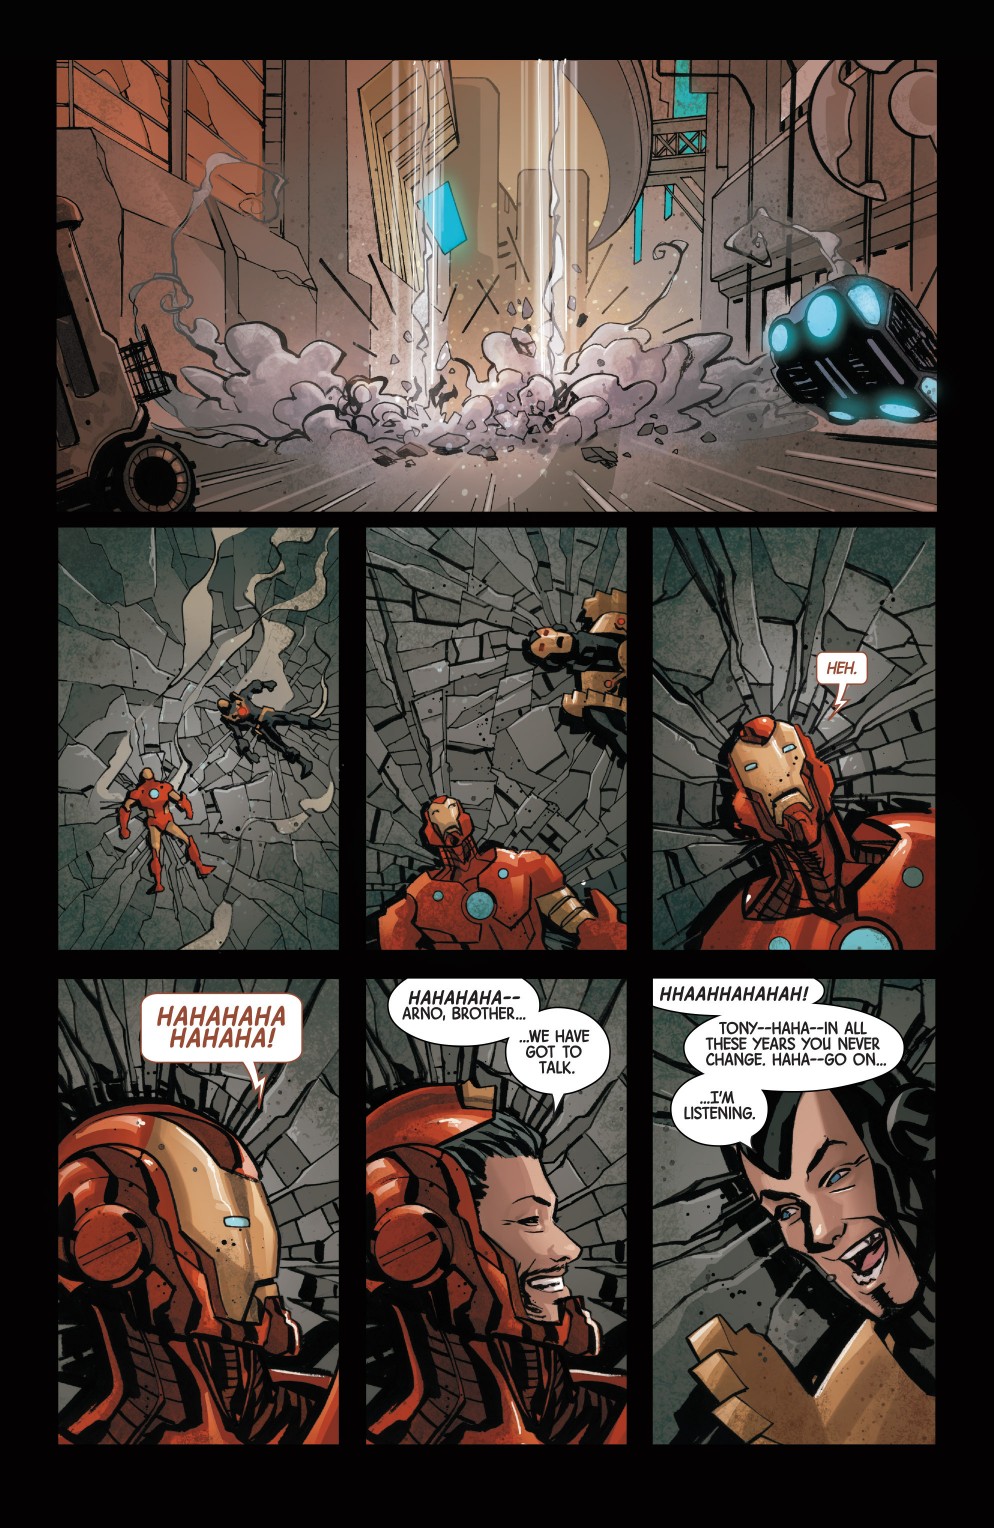 HEH.
HAHAHAHA
HAHAHA!
HAHAHAHA--
ARNO, BROTHER...
...WE HAVE
GOT TO
TALK.
HHAAHHAHAHAH!
TONY--HAHA--IN ALL
THESE YEARS YOU NEVER
CHANGE. HAHA--GO ON...
...I'M
LISTENING.